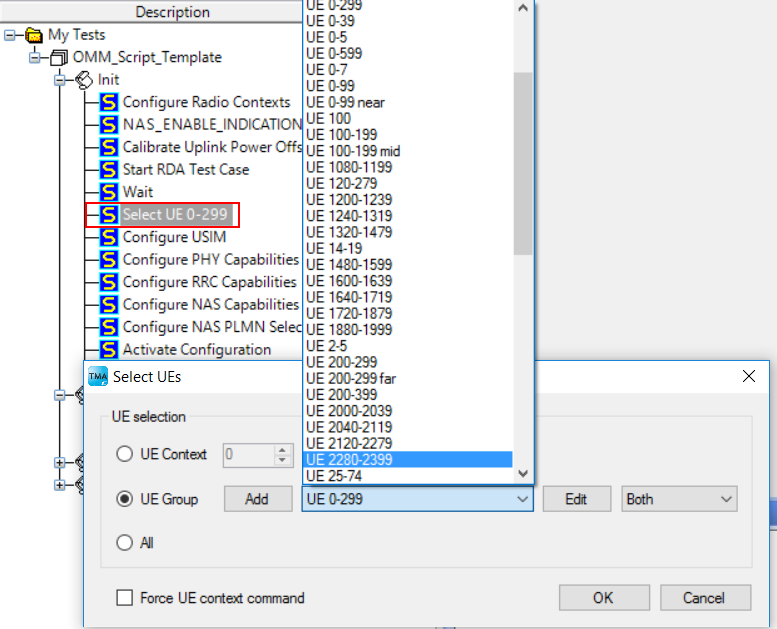 Description
My Tests
OMM_Script_Template
Init
Configure Radio Contexts
NAS_ENABLE_INDICATION
Calibrate Uplink Power Offs
Start RDA Test Case
Wait
Select UE 0-299
Configure USIM
Configure PHY Capabilities
Configure RRC Capabilities
Configure NAS Capabilities
Configure NAS PLMN Selec
Activate Configuration
UE 0-299
UE 0-39
UE 0-5
UE 0-599
UE 0-7
UE 0-99
UE 0-99 near
UE 100
UE 100-199
UE 100-199 mid
UE 1080-1199
UE 120-279
UE 1200-1239
UE 1240-1319
UE 1320-1479
UE 14-19
UE 1480-1599
UE 1600-1639
UE 1640-1719
UE 1720-1879
UE 1880-1999
UE 2-5
UE 200-299
UE 200-299 far
UE 200-399
UE 2000-2039
UE 2040-2119
UE 2120-2279
UE 2280-2399
UE 25-74
TMA Select UEs
UE selection
UE Context 0
UE Group Add UE 0-299 Edit Both
All
Force UE context command OK Cancel